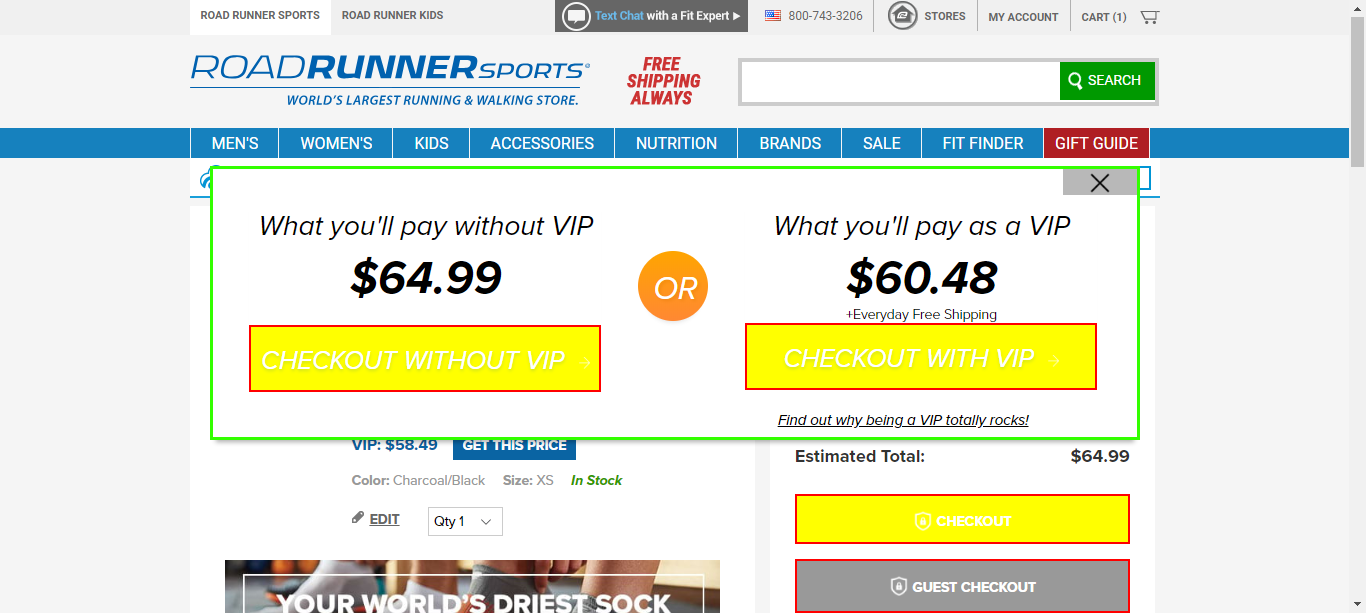 ROAD RUNNER SPORTS
ROAD RUNNER KIDS
Text Chat with a Fit Expert
800-743-3206
STORES
MY ACCOUNT
CART (1)
ROADRUNNERSPORTS
WORLD'S LARGEST RUNNING & WALKING STORE.
FREE
SHIPPING
ALWAYS
SEARCH
MEN'S
WOMEN'S
KIDS
ACCESSORIES
NUTRITION
BRANDS
SALE
FIT FINDER
GIFT GUIDE
What you'll pay without VIP
$64.99
CHECKOUT WITHOUT VIP
OR
What you'll pay as a VIP
$60.48
+Everyday Free Shipping
CHECKOUT WITH VIP
Find out why being a VIP totally rocks!
VIP: $58.49
GET THIS PRICE
Color: Charcoal/Black Size: XS In Stock
EDIT
Qty 1
Estimated Total: $64.99
CHECKOUT
GUEST CHECKOUT
YOUR WORLD'S DRIEST SOCK